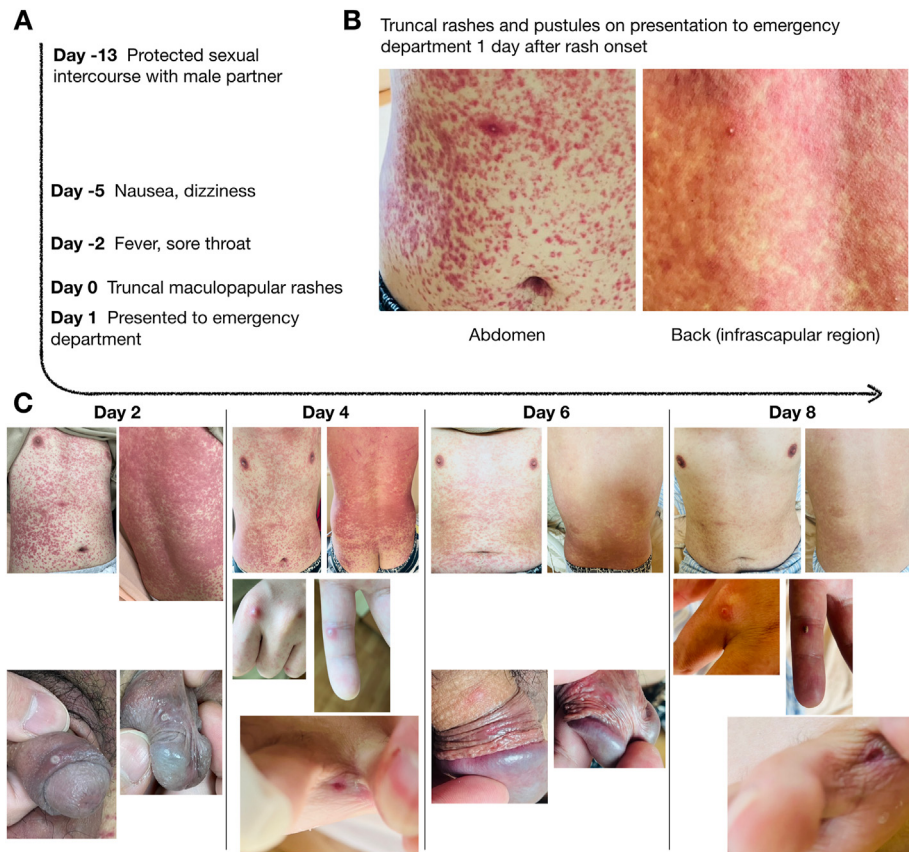 A
Day -13 Protected sexual
intercourse with male partner
Day -5 Nausea, dizziness
Day -2 Fever, sore throat
Day 0 Truncal maculopapular rashes
Day 1 Presented to emergency
department
B
Truncal rashes and pustules on presentation to emergency
department 1 day after rash onset
Abdomen
Back (infrascapular region)
C
Day 2
Day 4
Day 6
Day 8